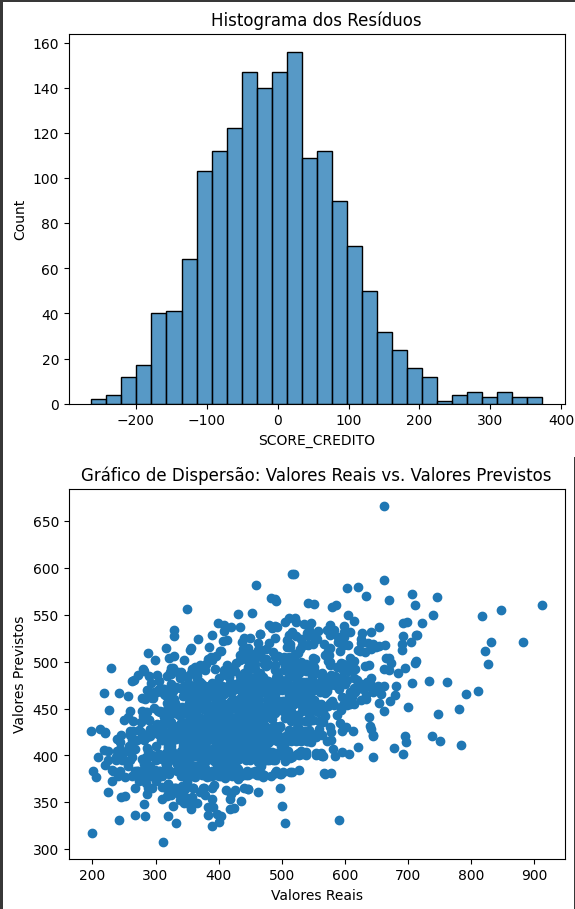 Histograma dos Resíduos
160
140
120
100
80
60
40
20
0
Count
−200 −100 0 100 200 300 400
SCORE_CREDITO
Gráfico de Dispersão: Valores Reais vs. Valores Previstos
650
600
550
500
450
400
350
300
Valores Previstos
200 300 400 500 600 700 800 900
Valores Reais